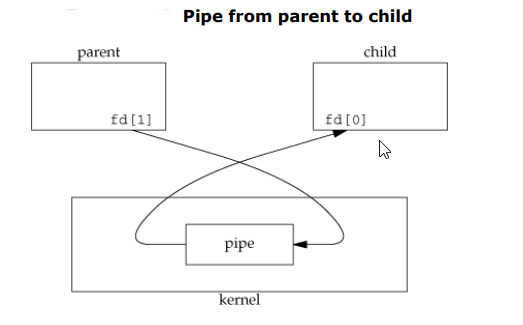 Pipe from parent to child
parent
child
fd[1]
fd[0]
pipe
kernel